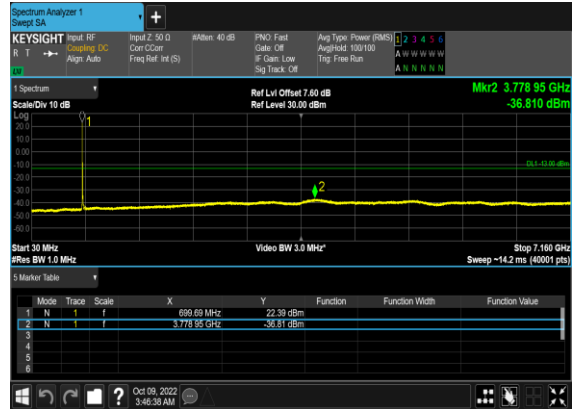 Spectrum Analyzer 1
Swept SA
+
KEYSIGHT Input: RF Input Z: 50 Ω #Atten: 40 dB PNO: Fast Avg Type: Power (RMS) 1 2 3 4 5 6
R T Coupling: DC Corr CCorr Gate: Off Avg|Hold: 100/100 A W W W W W
Align: Auto Freq Ref: Int (S) IF Gain: Low Trig: Free Run
Sig Track: Off A N N N N N
1 Spectrum Ref Lvl Offset 7.60 dB Mkr2 3.778 95 GHz
Scale/Div 10 dB Ref Level 30.00 dBm -36.810 dBm
Log
20.0
10.0
0.00
-10.0
DL1 -13.00 dBm
-20.0
-30.0
-40.0
-50.0
-60.0
1
2
Start 30 MHz Video BW 3.0 MHz* Stop 7.160 GHz
#Res BW 1.0 MHz Sweep ~14.2 ms (40001 pts)
5 Marker Table
Mode Trace Scale X Y Function Function Width Function Value
1 N 1 f 699.69 MHz 22.39 dBm
2 N 1 f 3.778 95 GHz -36.81 dBm
3
4
5
6
? Oct 09, 2022
3:46:38 AM